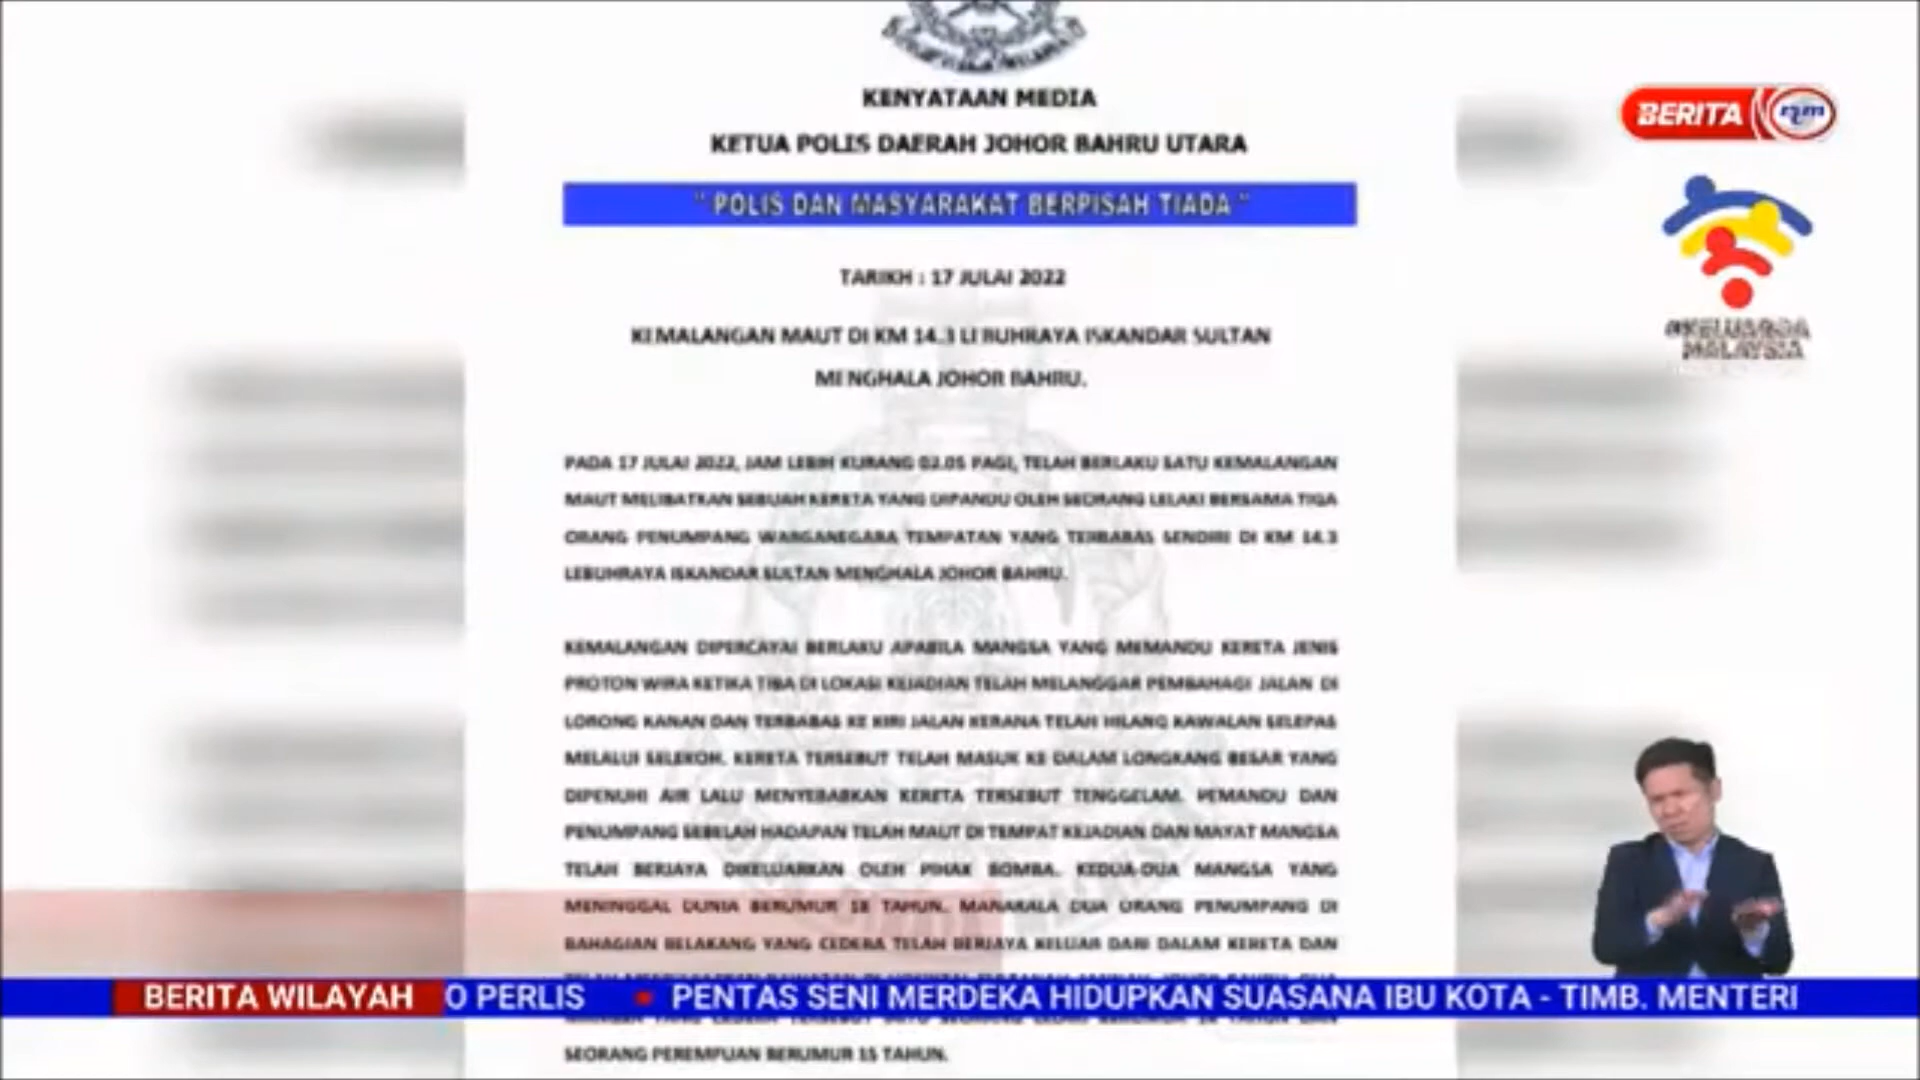 KENYATAAN MEDIA
KETUA POLIS DAERAH JOHOR BAHRU UTARA
" POLIS DAN MASYARAKAT BERPISAH TIADA "
BERITA rtm
TARIKH : 17 JULAI 2022
#KELUARGA
MALAYSIA
KEMALANGAN MAUT DI KM 14.3 LEBUHRAYA ISKANDAR SULTAN
MENGHALA JOHOR BAHRU.
PADA 17 JULAI 2022, JAM LEBIH KURANG 02.05 PAGI, TELAH BERLAKU SATU KEMALANGAN
MAUT MELIBATKAN SEBUAH KERETA YANG DIPANDU OLEH SEORANG LELAKI BERSAMA TIGA
ORANG PENUMPANG WARGANEGARA TEMPATAN YANG TERBABAS SENDIRI DI KM 14.3
LEBUHRAYA ISKANDAR SULTAN MENGHALA JOHOR BAHRU.
KEMALANGAN DIPERCAYAI BERLAKU APABILA MANGSA YANG MEMANDU KERETA JENIS
PROTON WIRA KETIKA TIBA DI LOKASI KEJADIAN TELAH MELANGGAR PEMBAHAGI JALAN DI
LORONG KANAN DAN TERBABAS KE KIRI JALAN KERANA TELAH HILANG KAWALAN SELEPAS
MELALUI SELEKOH. KERETA TERSEBUT TELAH MASUK KE DALAM LONGKANG BESAR YANG
DIPENUHI AIR LALU MENYEBABKAN KERETA TERSEBUT TENGGELAM. PEMANDU DAN
PENUMPANG SEBELAH HADAPAN TELAH MAUT DI TEMPAT KEJADIAN DAN MAYAT MANGSA
TELAH BERJAYA DIKELUARKAN OLEH PIHAK BOMBA. KEDUA-DUA MANGSA YANG
MENINGGAL DUNIA BERUMUR 18 TAHUN. MANAKALA DUA ORANG PENUMPANG DI
BAHAGIAN BELAKANG YANG CEDERA TELAH BERJAYA KELUAR DARI DALAM KERETA DAN
BERITA WILAYAH O PERLIS PENTAS SENI MERDEKA HIDUPKAN SUASANA IBU KOTA - TIMB. MENTERI
SEORANG PEREMPUAN BERUMUR 15 TAHUN.